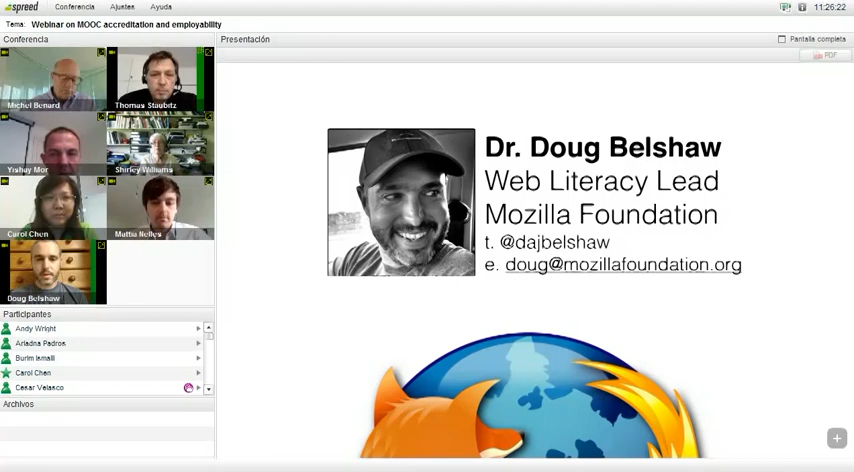 spreed
Conferencia Ajustes Ayuda
11:26:22
Tema: Webinar on MOOC accreditation and employability
Conferencia
Presentación
Pantalla completa
PDF
Michel Benard
Thomas Staubitz
Yishay Mor
Shirley Williams
Carol Chen
Mattia Nelles
Doug Belshaw
Participantes
Andy Wright
Ariadna Padros
Burim Ismaili
Carol Chen
Cesar Velasco
Archivos
Dr. Doug Belshaw
Web Literacy Lead
Mozilla Foundation
t. @dajbelshaw
e. doug@mozillafoundation.org